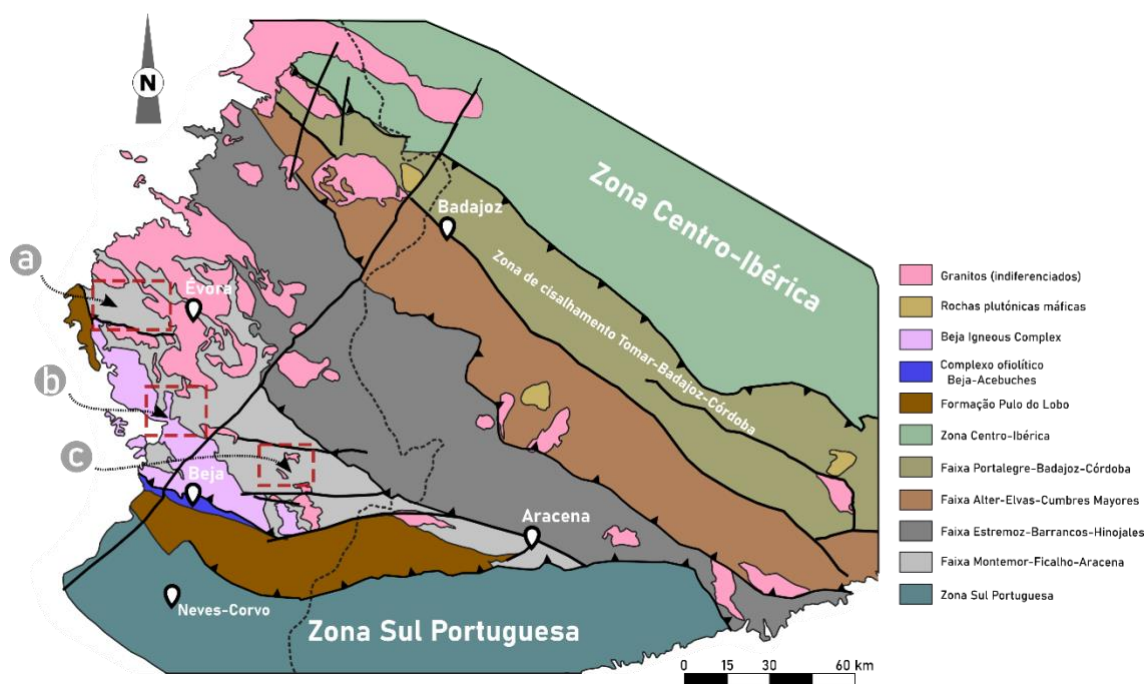 N
Zona Centro-Ibérica
Badajoz
Zona de cisalhamento Tomar-Badajoz-Córdoba
a
Évora
b
c
Beja
Aracena
Neves-Corvo
Zona Sul Portuguesa
Granitos (indiferenciados)
Rochas plutónicas máficas
Beja Igneous Complex
Complexo ofiolítico
Beja-Acebuches
Formação Pulo do Lobo
Zona Centro-Ibérica
Faixa Portalegre-Badajoz-Córdoba
Faixa Alter-Elvas-Cumbres Mayores
Faixa Estremoz-Barrancos-Hinojales
Faixa Montemor-Ficalho-Aracena
Zona Sul Portuguesa
0 15 30 60 km